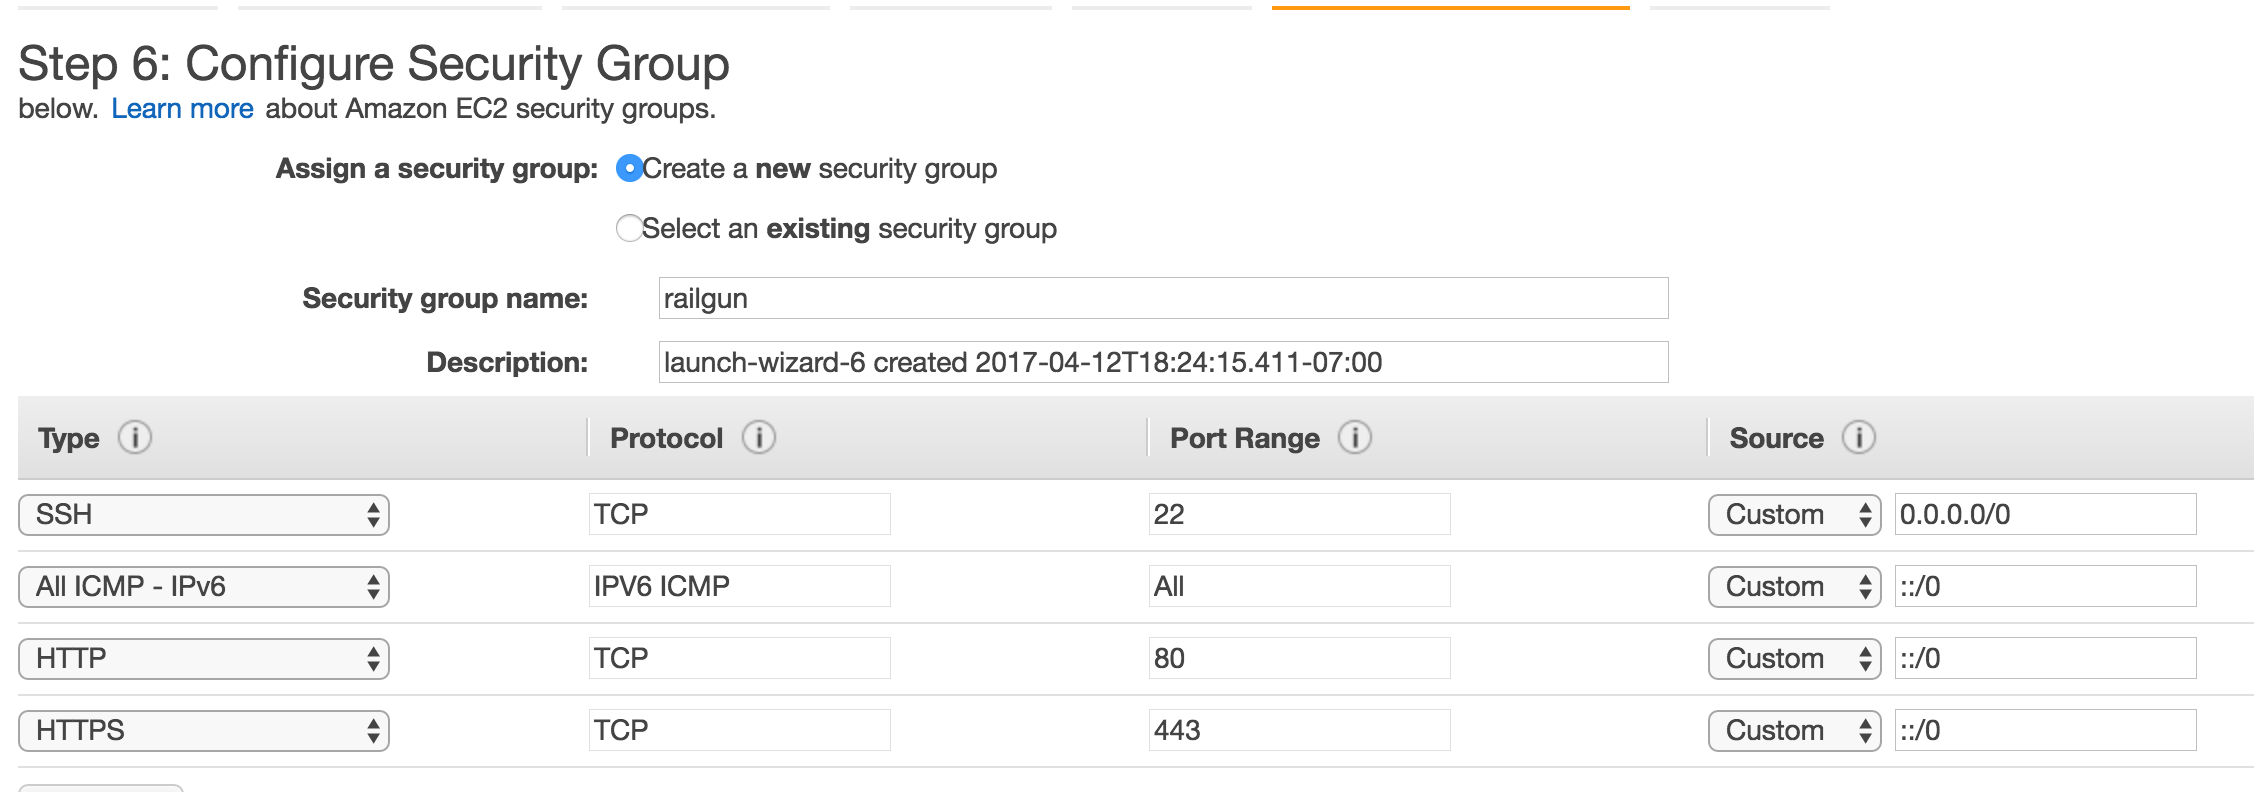 Step 6: Configure Security Group
below. Learn more about Amazon EC2 security groups.
Assign a security group: Create a new security group
Select an existing security group
Security group name: railgun
Description: launch-wizard-6 created 2017-04-12T18:24:15.411-07:00
Type i Protocol i Port Range i Source i
SSH TCP 22 Custom 0.0.0.0/0
All ICMP - IPv6 IPV6 ICMP All Custom ::/0
HTTP TCP 80 Custom ::/0
HTTPS TCP 443 Custom ::/0